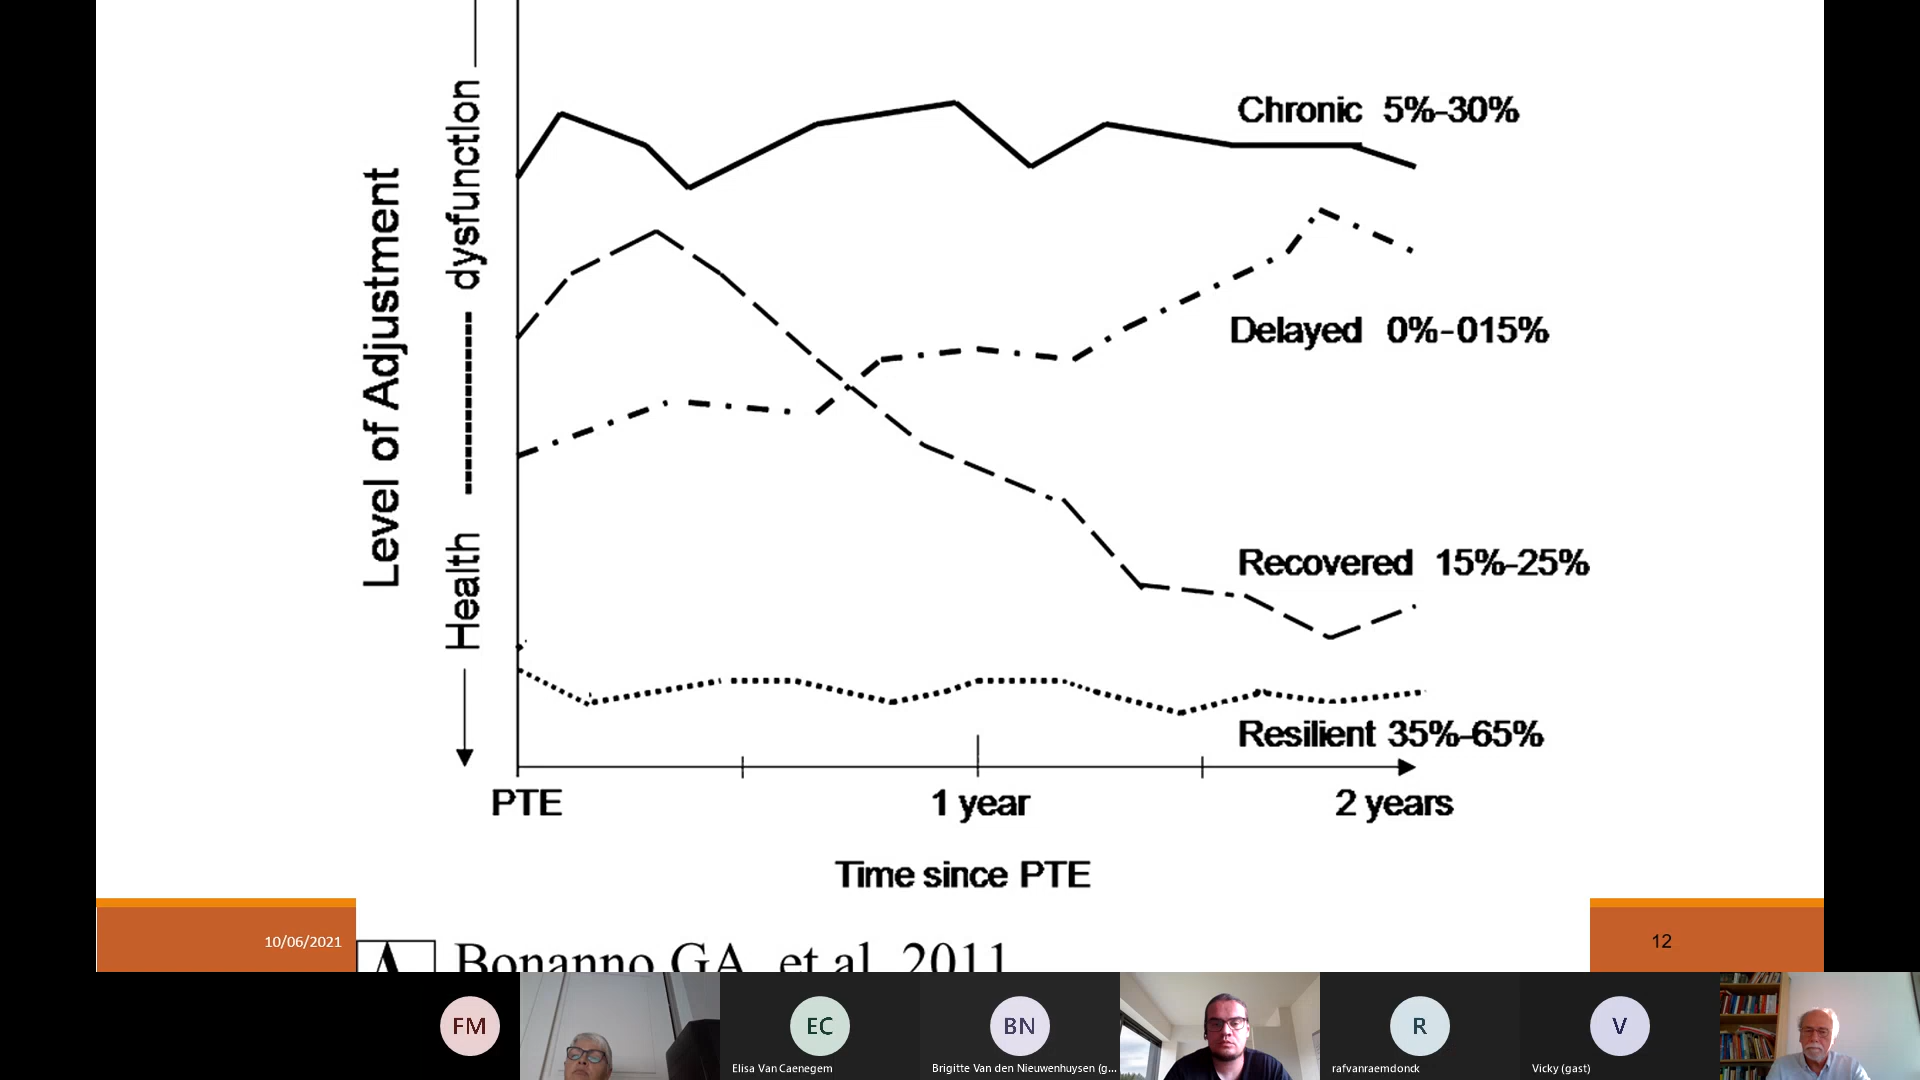 Level of Adjustment
Health
dysfunction
Chronic 5%-30%
Delayed 0%-015%
Recovered 15%-25%
Resilient 35%-65%
PTE
1 year
2 years
Time since PTE
10/06/2021
A
Bonanno GA, et al, 2011
12
FM
EC
Elisa Van Caenegem
BN
Brigitte Van den Nieuwenhuysen (g...
R
rafvanraemdonck
V
Vicky (gast)